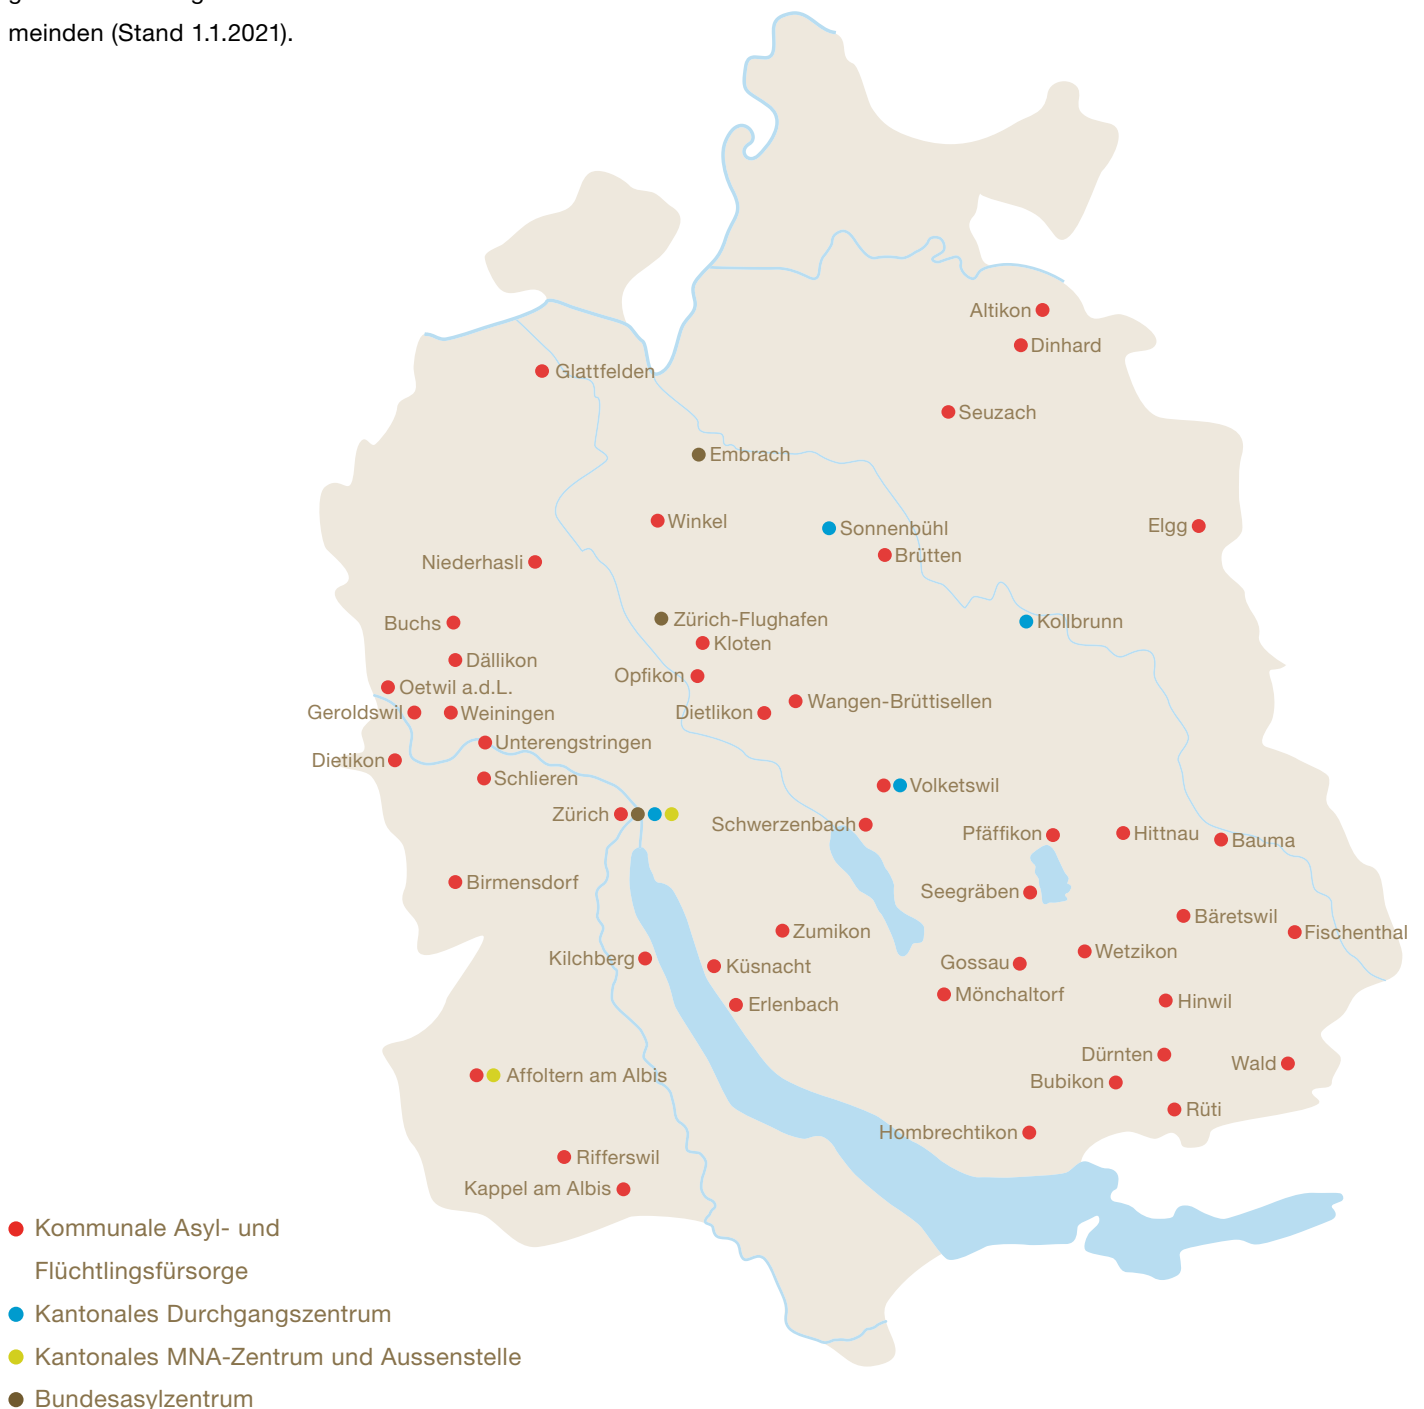 meinden (Stand 1.1.2021).
Altikon
Dinhard
Glattfelden
Seuzach
Embrach
Winkel
Sonnenbühl
Elgg
Brütten
Niederhasli
Zürich-Flughafen
Kollbrunn
Buchs
Kloten
Dällikon
Opfikon
Oetwil a.d.L.
Wangen-Brüttisellen
Geroldswil
Weiningen
Dietlikon
Unterengstringen
Dietikon
Schlieren
Volketswil
Zürich
Schwerzenbach
Pfäffikon
Hittnau
Bauma
Birmensdorf
Seegräben
Bäretswil
Zumikon
Fischenthal
Wetzikon
Kilchberg
Küsnacht
Gossau
Mönchaltorf
Hinwil
Erlenbach
Dürnten
Wald
Affoltern am Albis
Bubikon
Rüti
Hombrechtikon
Rifferswil
Kappel am Albis
Kommunale Asyl- und
Flüchtlingsfürsorge
Kantonales Durchgangszentrum
Kantonales MNA-Zentrum und Aussenstelle
Bundesasylzentrum